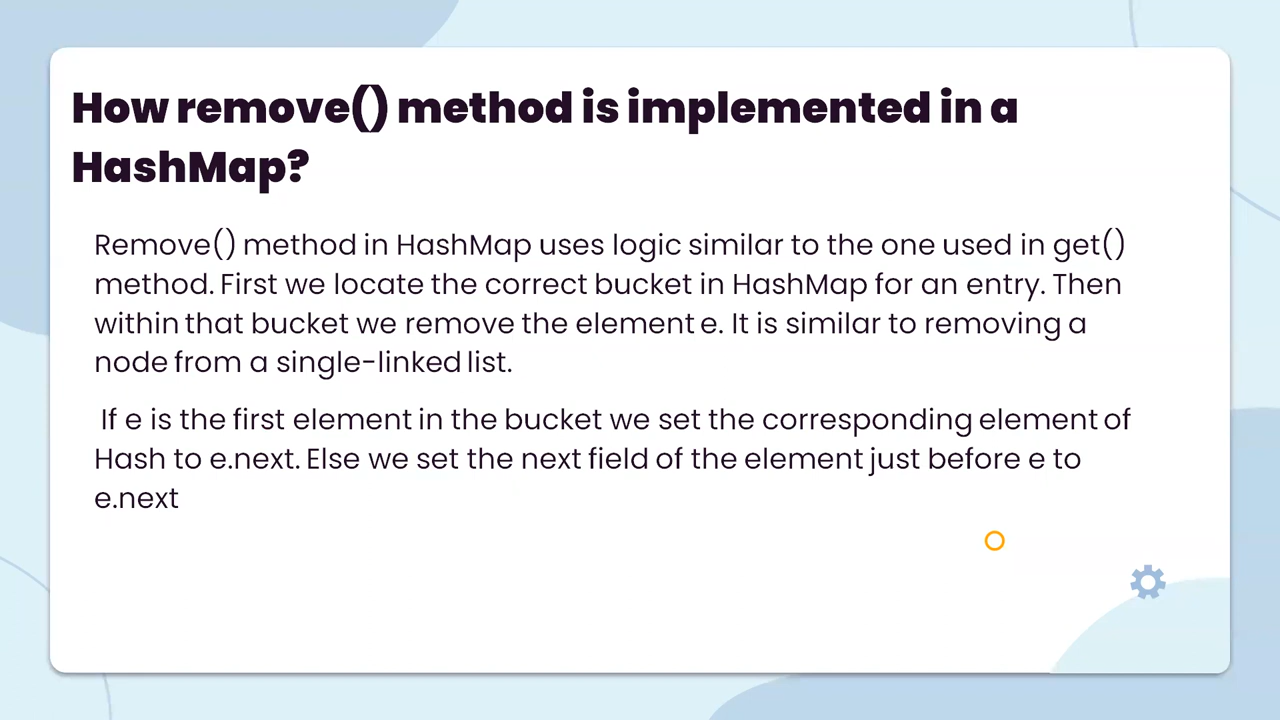 How remove() method is implemented in a
HashMap?
Remove() method in HashMap uses logic similar to the one used in get()
method. First we locate the correct bucket in HashMap for an entry. Then
within that bucket we remove the element e. It is similar to removing a
node from a single-linked list.
If e is the first element in the bucket we set the corresponding element of
Hash to e.next. Else we set the next field of the element just before e to
e.next